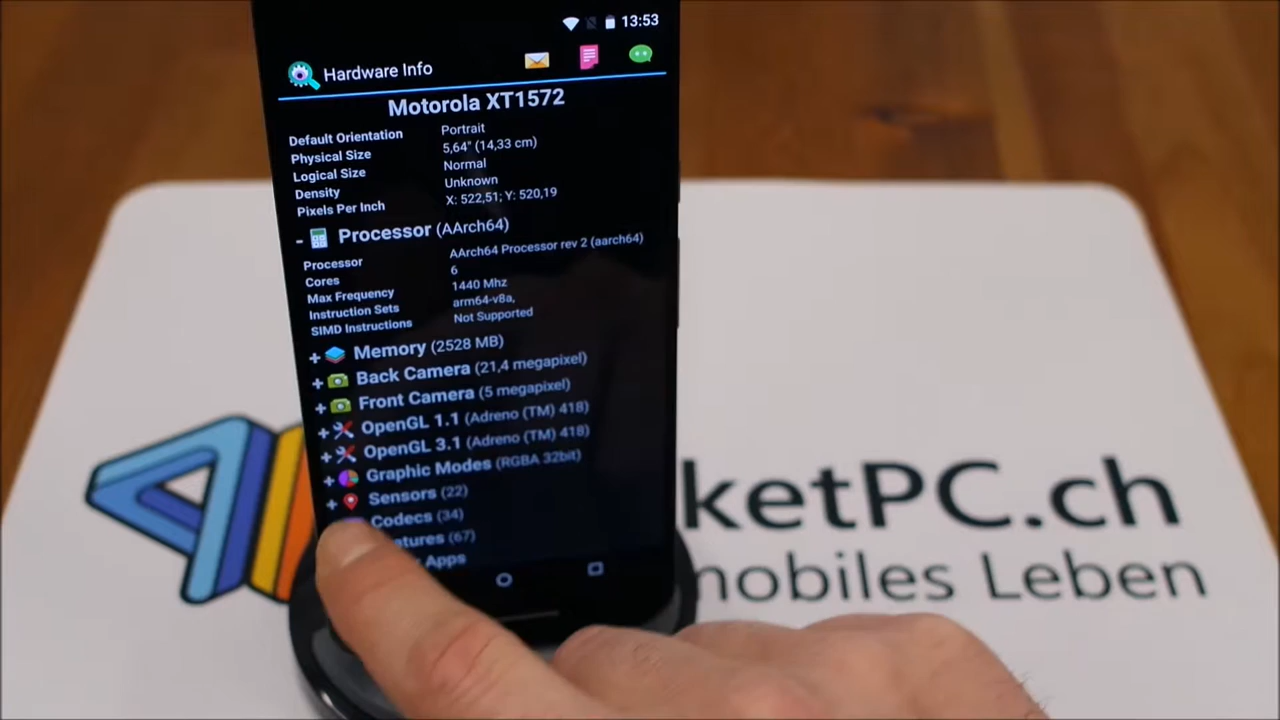 13:53
Hardware Info
Motorola XT1572
Default Orientation Portrait
Physical Size 5,64" (14,33 cm)
Logical Size Normal
Density Unknown
Pixels Per Inch X: 522,51; Y: 520,19
- Processor (AArch64)
Processor AArch64 Processor rev 2 (aarch64)
Cores 6
Max Frequency 1440 Mhz
Instruction Sets arm64-v8a,
SIMD Instructions Not Supported
+ Memory (2528 MB)
+ Back Camera (21,4 megapixel)
+ Front Camera (5 megapixel)
+ OpenGL 1.1 (Adreno (TM) 418)
+ OpenGL 3.1 (Adreno (TM) 418)
+ Graphic Modes (RGBA 32bit)
+ Sensors (22)
Codecs (34)
atures (67)
Apps
ketPC.ch
mobiles Leben